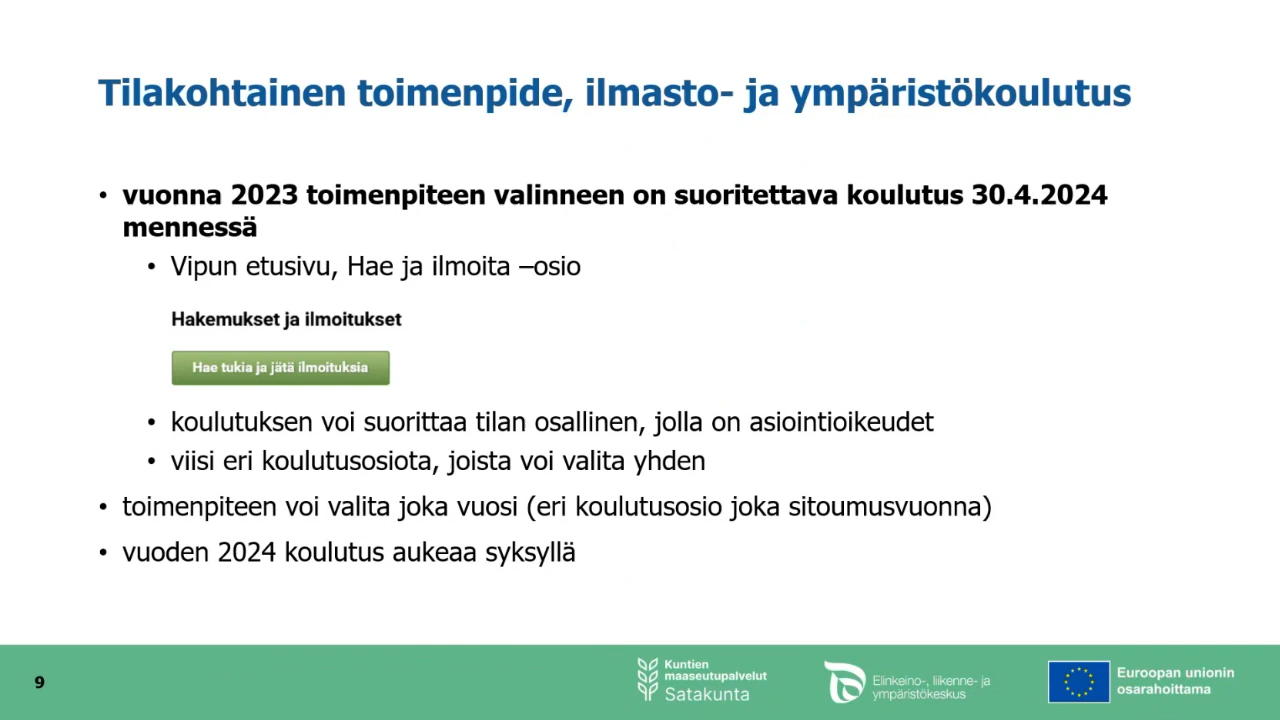 Tilakohtainen toimenpide, ilmasto- ja ympäristökoulutus
• vuonna 2023 toimenpiteen valinneen on suoritettava koulutus 30.4.2024
mennessä
• Vipun etusivu, Hae ja ilmoita –osio
Hakemukset ja ilmoitukset
Hae tukia ja jätä ilmoituksia
• koulutuksen voi suorittaa tilan osallinen, jolla on asiointioikeudet
• viisi eri koulutusosiota, joista voi valita yhden
• toimenpiteen voi valita joka vuosi (eri koulutusosio joka sitoumusvuonna)
• vuoden 2024 koulutus aukeaa syksyllä
9
Kuntien
maaseutupalvelut
Satakunta
Elinkeino-, liikenne- ja
ympäristökeskus
Euroopan unionin
osarahoittama